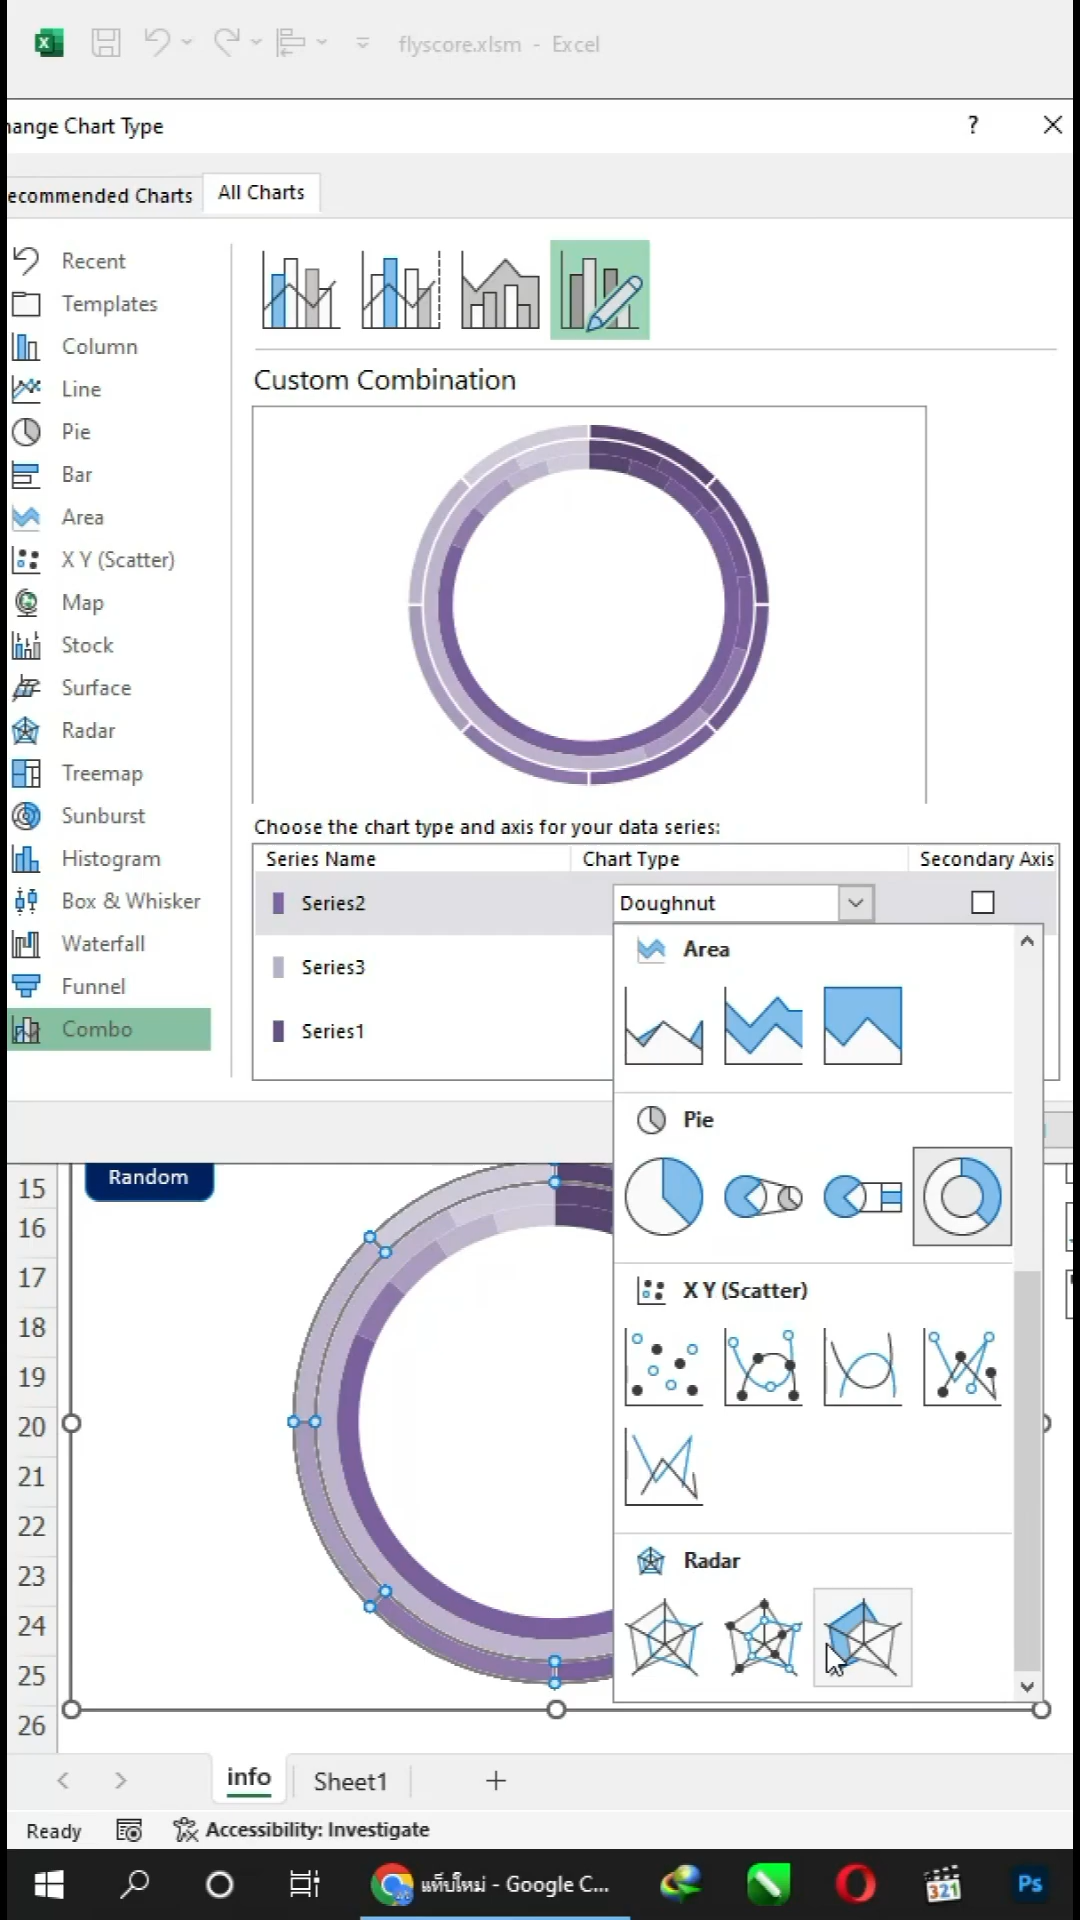 flyscore.xlsm - Excel
hange Chart Type
?
ecommended Charts
All Charts
Recent
Templates
Column
Line
Pie
Bar
Area
X Y (Scatter)
Map
Stock
Surface
Radar
Treemap
Sunburst
Histogram
Box & Whisker
Waterfall
Funnel
Combo
Custom Combination
Choose the chart type and axis for your data series:
Series Name
Chart Type
Secondary Axis
Series2
Doughnut
Series3
Series1
Area
Pie
X Y (Scatter)
Radar
Random
15
16
17
18
19
20
21
22
23
24
25
26
info
Sheet1
Ready
Accessibility: Investigate
แท็บใหม่ - Google C...
321
Ps